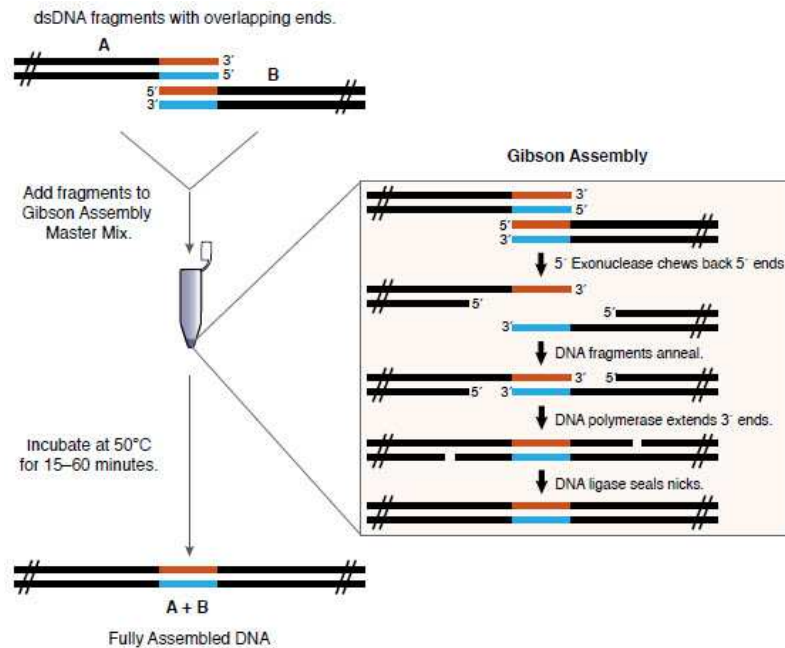 dsDNA fragments with overlapping ends.
A
3´
5´
B
5´
3´
Add fragments to
Gibson Assembly
Master Mix.
Incubate at 50°C
for 15–60 minutes.
A + B
Fully Assembled DNA
Gibson Assembly
3´
5´
5´
3´
5´ Exonuclease chews back 5´ ends
3´
5´
5´
3´
DNA fragments anneal.
3´ 5´
5´ 3´
DNA polymerase extends 3´ ends.
DNA ligase seals nicks.